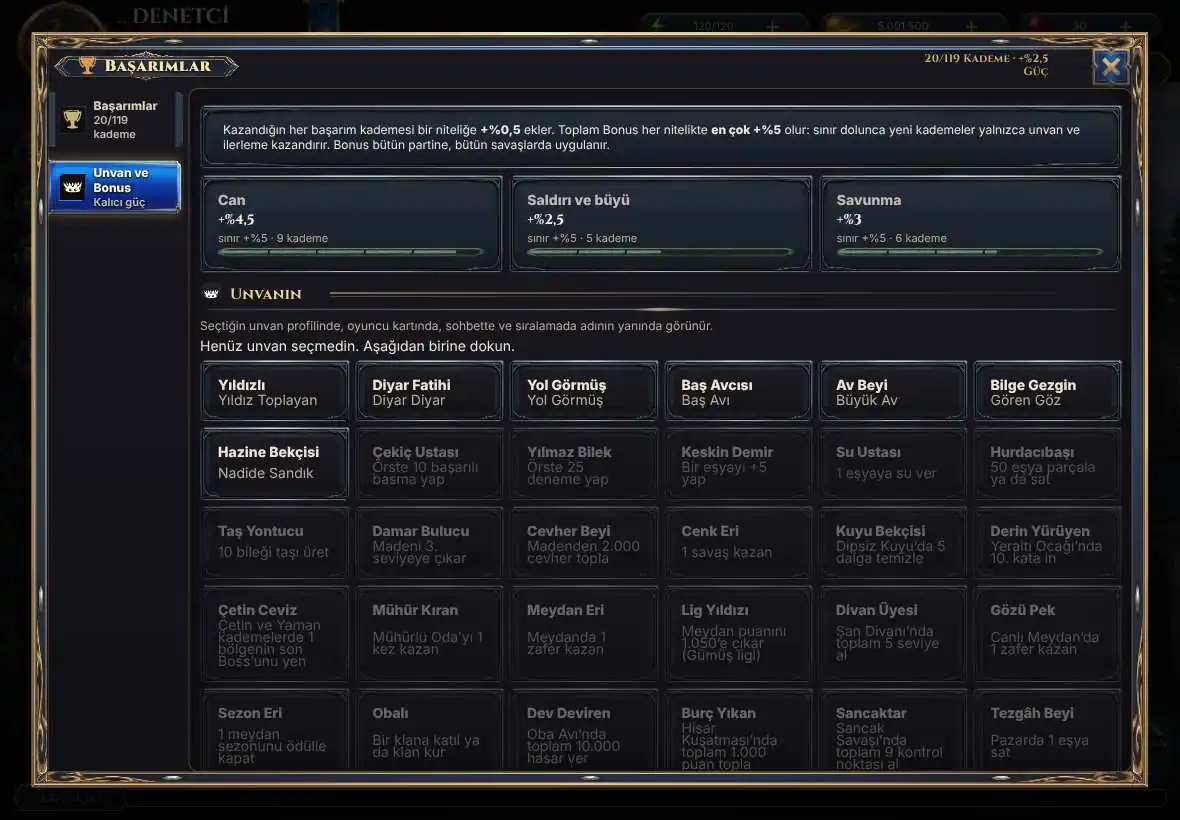 DENETCİ
120/120
5.001.500
30
BAŞARIMLAR
20/119 KADEME · +%2,5
GÜÇ
Başarımlar
20/119
kademe
Unvan ve
Bonus
Kalıcı güç
Kazandığın her başarım kademesi bir niteliğe +%0,5 ekler. Toplam Bonus her nitelikte en çok +%5 olur: sınır dolunca yeni kademeler yalnızca unvan ve
ilerleme kazandırır. Bonus bütün partine, bütün savaşlarda uygulanır.
Can
+%4,5
sınır +%5 · 9 kademe
Saldırı ve büyü
+%2,5
sınır +%5 · 5 kademe
Savunma
+%3
sınır +%5 · 6 kademe
UNVANIN
Seçtiğin unvan profilinde, oyuncu kartında, sohbette ve sıralamada adının yanında görünür.
Henüz unvan seçmedin. Aşağıdan birine dokun.
Yıldızlı
Yıldız Toplayan
Diyar Fatihi
Diyar Diyar
Yol Görmüş
Yol Görmüş
Baş Avcısı
Baş Avı
Av Beyi
Büyük Av
Bilge Gezgin
Gören Göz
Hazine Bekçisi
Nadide Sandık
Çekiç Ustası
Örste 10 başarılı
basma yap
Yılmaz Bilek
Örste 25
deneme yap
Keskin Demir
Bir eşyayı +5
yap
Su Ustası
1 eşyaya su ver
Hurdacıbaşı
50 eşya parçala
ya da sat
Taş Yontucu
10 bileği taşı üret
Damar Bulucu
Madeni 3.
seviyeye çıkar
Cevher Beyi
Madenden 2.000
cevher topla
Cenk Eri
1 savaş kazan
Kuyu Bekçisi
Dipsiz Kuyu'da 5
dalga temizle
Derin Yürüyen
Yeraltı Ocağı'nda
10. kata in
Çetin Ceviz
Çetin ve Yaman
kademelerde 1
bölgenin son
Boss'unu yen
Mühür Kıran
Mühürlü Oda'yı 1
kez kazan
Meydan Eri
Meydanda 1
zafer kazan
Lig Yıldızı
Meydan puanını
1.050'e çıkar
(Gümüş ligi)
Divan Üyesi
Şan Divanı'nda
toplam 5 seviye
al
Gözü Pek
Canlı Meydan'da
1 zafer kazan
Sezon Eri
1 meydan
sezonunu ödülle
kapat
Obalı
Bir klana katıl ya
da klan kur
Dev Deviren
Oba Avı'nda
toplam 10.000
hasar ver
Burç Yıkan
Hisar
Kuşatması'nda
toplam 1.000
puan topla
Sancaktar
Sancak
Savaşı'nda
toplam 9 kontrol
noktası al
Tezgâh Beyi
Pazarda 1 eşya
sat